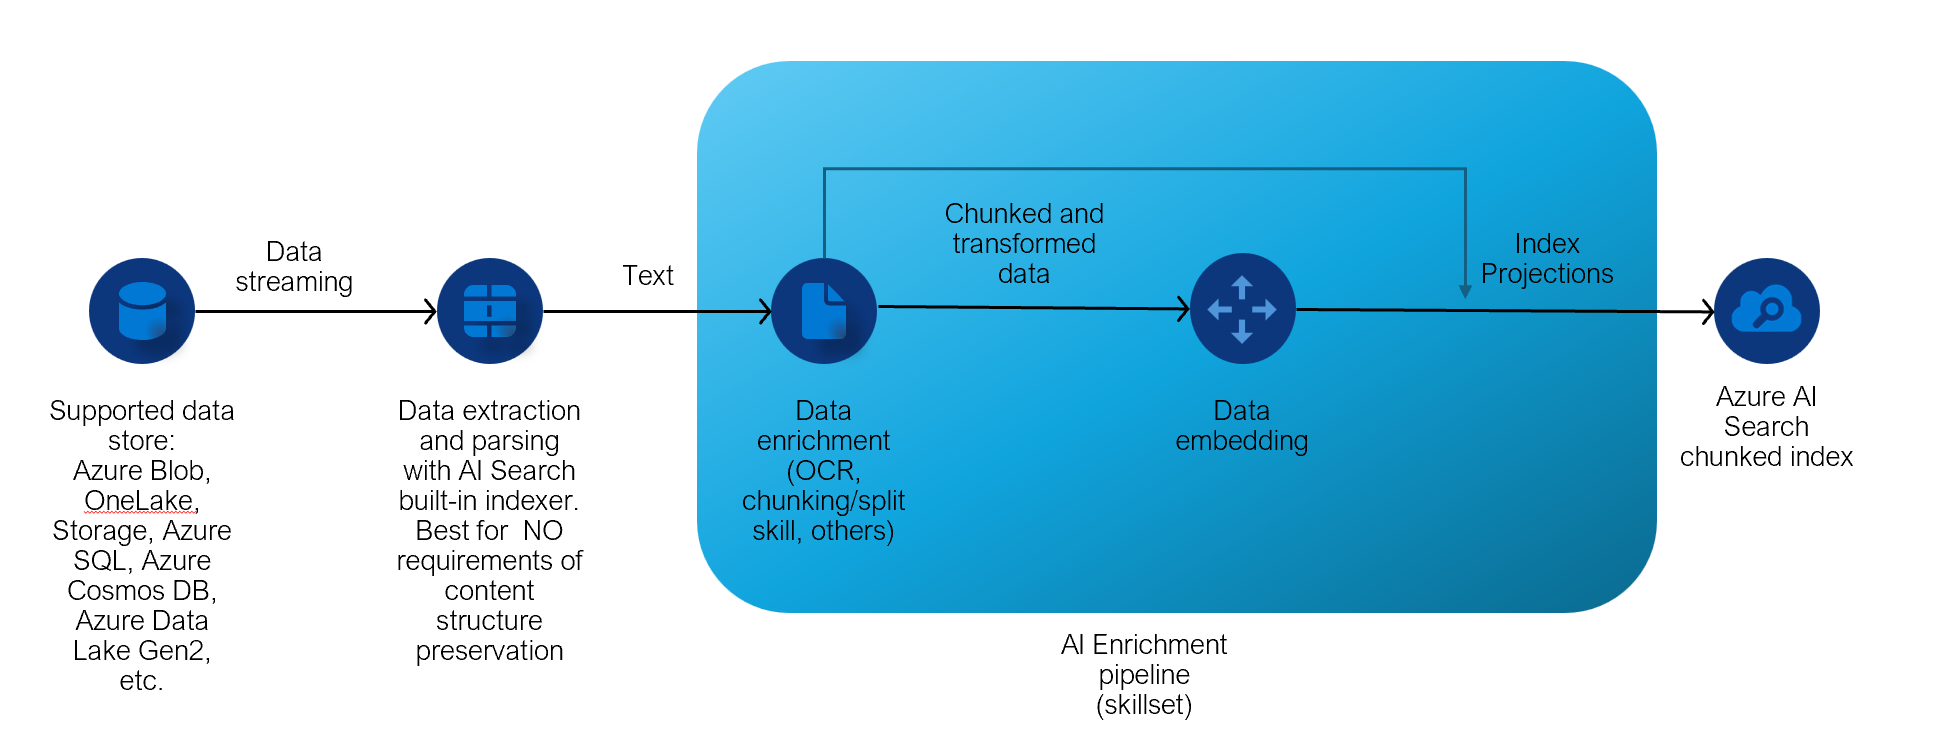 Data
streaming
Text
Chunked and
transformed
data
Index
Projections
Supported data
store:
Azure Blob,
OneLake,
Storage, Azure
SQL, Azure
Cosmos DB,
Azure Data
Lake Gen2,
etc.
Data extraction
and parsing
with AI Search
built-in indexer.
Best for  NO
requirements of
content
structure
preservation
Data
enrichment
(OCR,
chunking/split
skill, others)
Data
embedding
Azure AI
Search
chunked index
AI Enrichment
pipeline
(skillset)